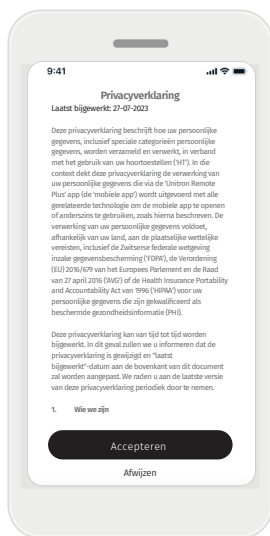 9:41
Privacyverklaring
Laatst bijgewerkt: 27-07-2023
Deze privacyverklaring beschrijft hoe uw persoonlijke
gegevens, inclusief speciale categorieën persoonlijke
gegevens, worden verzameld en verwerkt, in verband
met het gebruik van uw hoortoestellen ('HT'). In die
context dekt deze privacyverklaring de verwerking van
uw persoonlijke gegevens die via de 'Unitron Remote
Plus' app (de 'mobiele app') wordt uitgevoerd met alle
gerelateerde technologie om de mobiele app te openen
of anderszins te gebruiken, zoals hierna beschreven. De
verwerking van uw persoonlijke gegevens voldoet,
afhankelijk van uw land, aan de plaatselijke wettelijke
vereisten, inclusief de Zwitserse federale wetgeving
inzake gegevensbescherming ('FDPA'), de Verordening
(EU) 2016/679 van het Europees Parlement en de Raad
van 27 april 2016 ('AVG') of de Health Insurance Portability
and Accountability Act van 1996 ('HIPAA') voor uw
persoonlijke gegevens die zijn gekwalificeerd als
beschermde gezondheidsinformatie (PHI).
Deze privacyverklaring kan van tijd tot tijd worden
bijgewerkt. In dit geval zullen we u informeren dat de
privacyverklaring is gewijzigd en "laatst
bijgewerkt"-datum aan de bovenkant van dit document
zal worden aangepast. We raden u aan de laatste versie
van deze privacyverklaring periodiek door te nemen.
1. Wie we zijn
Accepteren
Afwijzen